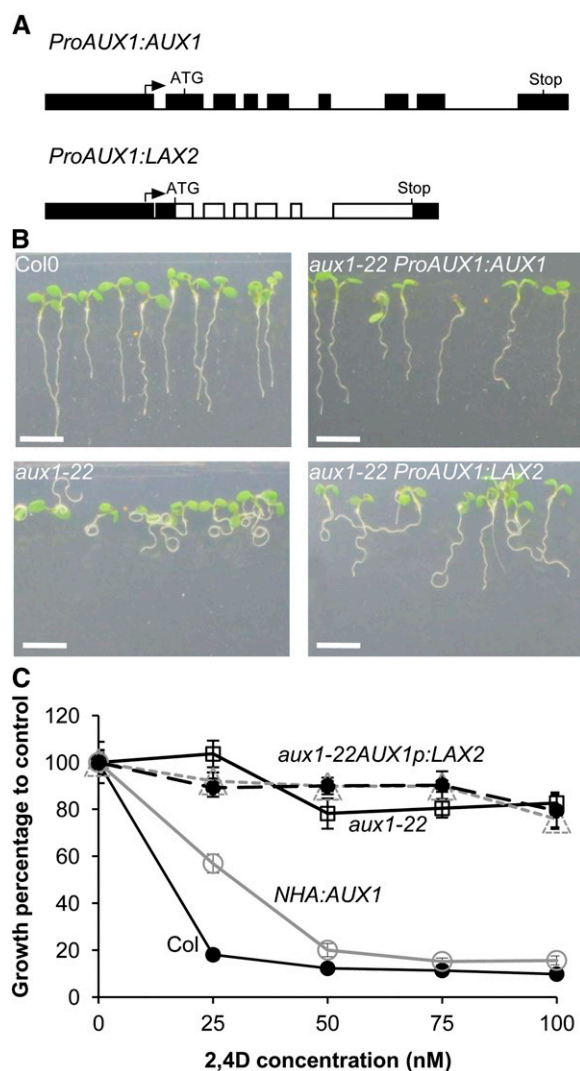 A
ProAUX1:AUX1
ATG
Stop
ProAUX1:LAX2
ATG
Stop
B
Col0
aux1-22 ProAUX1:AUX1
aux1-22
aux1-22 ProAUX1:LAX2
C
Growth percentage to control
120
100
80
60
40
20
0
aux1-22AUX1p:LAX2
aux1-22
NHA:AUX1
Col
0
25
50
75
100
2,4D concentration (nM)